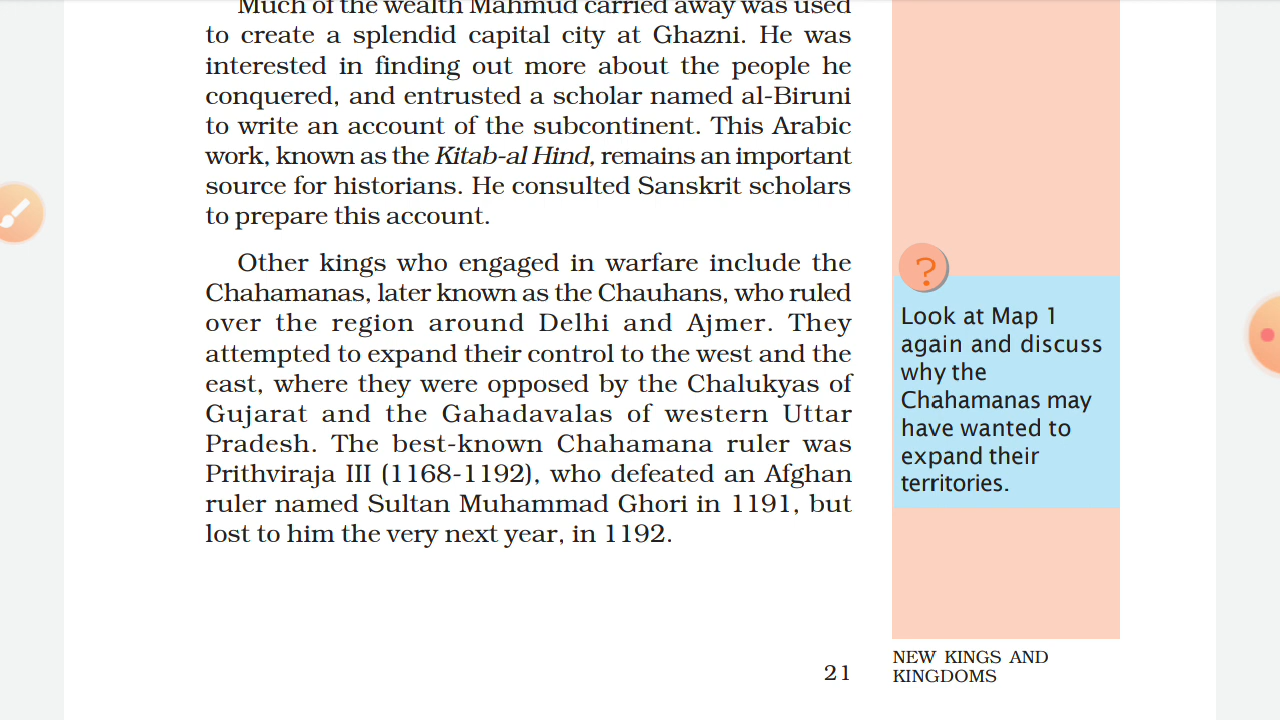 Much of the wealth Mahmud carried away was used
to create a splendid capital city at Ghazni. He was
interested in finding out more about the people he
conquered, and entrusted a scholar named al-Biruni
to write an account of the subcontinent. This Arabic
work, known as the Kitab-al Hind, remains an important
source for historians. He consulted Sanskrit scholars
to prepare this account.
Other kings who engaged in warfare include the
Chahamanas, later known as the Chauhans, who ruled
over the region around Delhi and Ajmer. They
attempted to expand their control to the west and the
east, where they were opposed by the Chalukyas of
Gujarat and the Gahadavalas of western Uttar
Pradesh. The best-known Chahamana ruler was
Prithviraja III (1168-1192), who defeated an Afghan
ruler named Sultan Muhammad Ghori in 1191, but
lost to him the very next year, in 1192.
?
Look at Map 1
again and discuss
why the
Chahamanas may
have wanted to
expand their
territories.
21
NEW KINGS AND
KINGDOMS